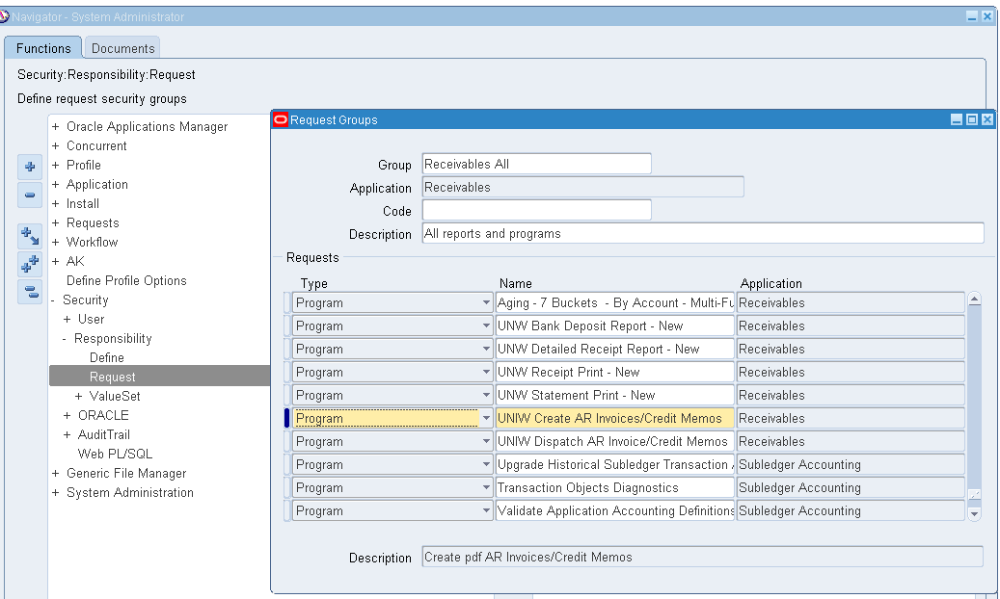 Navigator - System Administrator
Functions
Documents
Security:Responsibility:Request
Define request security groups
+ Oracle Applications Manager
+ Concurrent
+ Profile
+ Application
+ Install
+ Requests
+ Workflow
+ AK
Define Profile Options
- Security
+ User
- Responsibility
Define
Request
+ ValueSet
+ ORACLE
+ AuditTrail
Web PL/SQL
+ Generic File Manager
+ System Administration
Request Groups
Group Receivables All
Application Receivables
Code
Description All reports and programs
Requests
Type Name Application
Program Aging - 7 Buckets - By Account - Multi-Fu Receivables
Program UNW Bank Deposit Report - New Receivables
Program UNW Detailed Receipt Report - New Receivables
Program UNW Receipt Print - New Receivables
Program UNW Statement Print - New Receivables
Program UNIW Create AR Invoices/Credit Memos Receivables
Program UNIW Dispatch AR Invoice/Credit Memos Receivables
Program Upgrade Historical Subledger Transaction Subledger Accounting
Program Transaction Objects Diagnostics Subledger Accounting
Program Validate Application Accounting Definitions Subledger Accounting
Description Create pdf AR Invoices/Credit Memos